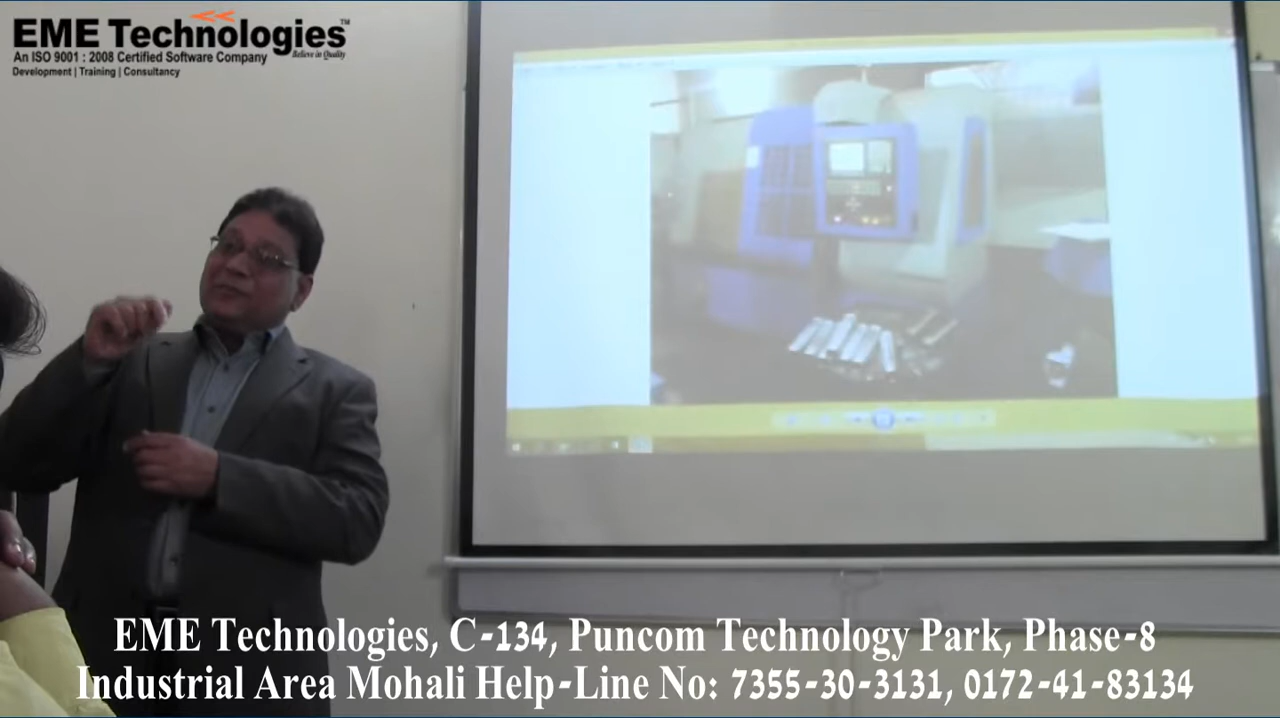 EME Technologies™
An ISO 9001 : 2008 Certified Software Company
Believe in Quality
Development | Training | Consultancy
EME Technologies, C-134, Puncom Technology Park, Phase-8
Industrial Area Mohali Help-Line No: 7355-30-3131, 0172-41-83134